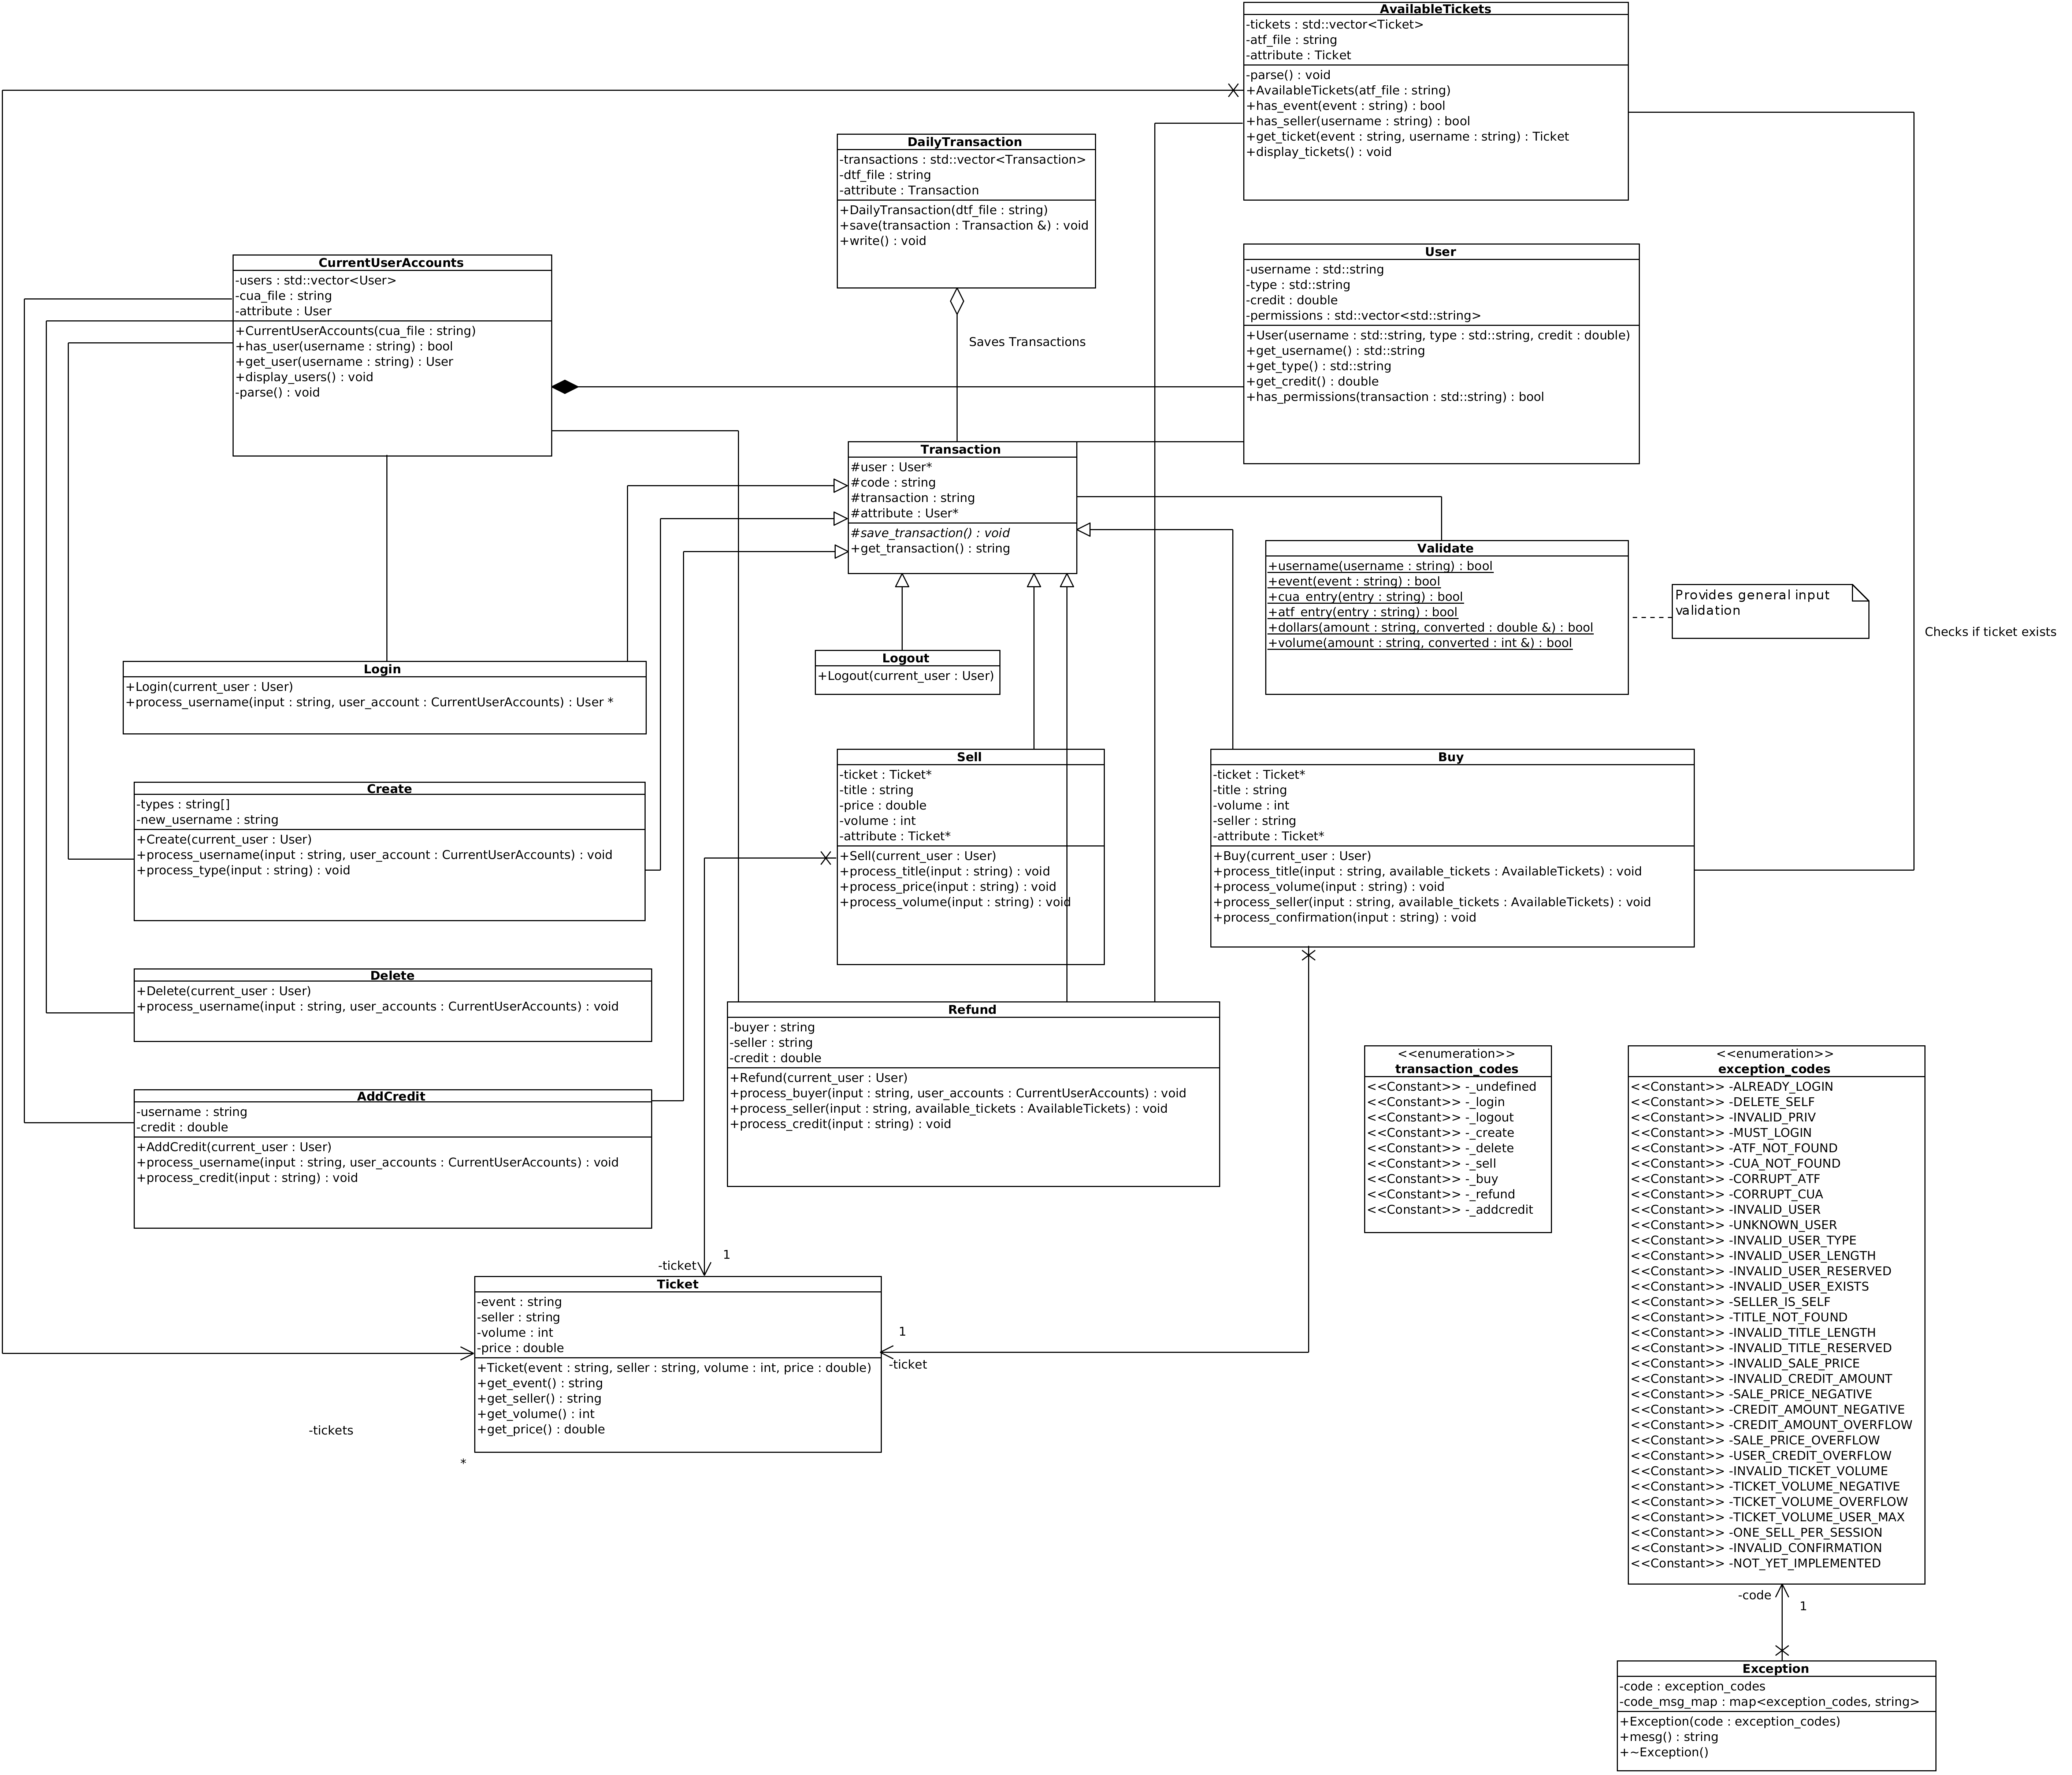 AvailableTickets
-tickets : std::vector<Ticket>
-atf_file : string
-attribute : Ticket
-parse() : void
+AvailableTickets(atf_file : string)
+has_event(event : string) : bool
+has_seller(username : string) : bool
+get_ticket(event : string, username : string) : Ticket
+display_tickets() : void
DailyTransaction
-transactions : std::vector<Transaction>
-dtf_file : string
-attribute : Transaction
+DailyTransaction(dtf_file : string)
+save(transaction : Transaction &) : void
+write() : void
CurrentUserAccounts
-users : std::vector<User>
-cua_file : string
-attribute : User
+CurrentUserAccounts(cua_file : string)
+has_user(username : string) : bool
+get_user(username : string) : User
+display_users() : void
-parse() : void
User
-username : std::string
-type : std::string
-credit : double
-permissions : std::vector<std::string>
+User(username : std::string, type : std::string, credit : double)
+get_username() : std::string
+get_type() : std::string
+get_credit() : double
+has_permissions(transaction : std::string) : bool
Saves Transactions
Transaction
#user : User*
#code : string
#transaction : string
#attribute : User*
#save_transaction() : void
+get_transaction() : string
Validate
+username(username : string) : bool
+event(event : string) : bool
+cua_entry(entry : string) : bool
+atf_entry(entry : string) : bool
+dollars(amount : string, converted : double &) : bool
+volume(amount : string, converted : int &) : bool
Provides general input
validation
Checks if ticket exists
Login
+Login(current_user : User)
+process_username(input : string, user_account : CurrentUserAccounts) : User *
Logout
+Logout(current_user : User)
Create
-types : string[]
-new_username : string
+Create(current_user : User)
+process_username(input : string, user_account : CurrentUserAccounts) : void
+process_type(input : string) : void
Sell
-ticket : Ticket*
-title : string
-price : double
-volume : int
-attribute : Ticket*
+Sell(current_user : User)
+process_title(input : string) : void
+process_price(input : string) : void
+process_volume(input : string) : void
Buy
-ticket : Ticket*
-title : string
-volume : int
-seller : string
-attribute : Ticket*
+Buy(current_user : User)
+process_title(input : string, available_tickets : AvailableTickets) : void
+process_volume(input : string) : void
+process_seller(input : string, available_tickets : AvailableTickets) : void
+process_confirmation(input : string) : void
Delete
+Delete(current_user : User)
+process_username(input : string, user_accounts : CurrentUserAccounts) : void
Refund
-buyer : string
-seller : string
-credit : double
+Refund(current_user : User)
+process_buyer(input : string, user_accounts : CurrentUserAccounts) : void
+process_seller(input : string, available_tickets : AvailableTickets) : void
+process_credit(input : string) : void
AddCredit
-username : string
-credit : double
+AddCredit(current_user : User)
+process_username(input : string, user_accounts : CurrentUserAccounts) : void
+process_credit(input : string) : void
<<enumeration>>
transaction_codes
<<Constant>> -_undefined
<<Constant>> -_login
<<Constant>> -_logout
<<Constant>> -_create
<<Constant>> -_delete
<<Constant>> -_sell
<<Constant>> -_buy
<<Constant>> -_refund
<<Constant>> -_addcredit
<<enumeration>>
exception_codes
<<Constant>> -ALREADY_LOGIN
<<Constant>> -DELETE_SELF
<<Constant>> -INVALID_PRIV
<<Constant>> -MUST_LOGIN
<<Constant>> -ATF_NOT_FOUND
<<Constant>> -CUA_NOT_FOUND
<<Constant>> -CORRUPT_ATF
<<Constant>> -CORRUPT_CUA
<<Constant>> -INVALID_USER
<<Constant>> -UNKNOWN_USER
<<Constant>> -INVALID_USER_TYPE
<<Constant>> -INVALID_USER_LENGTH
<<Constant>> -INVALID_USER_RESERVED
<<Constant>> -INVALID_USER_EXISTS
<<Constant>> -SELLER_IS_SELF
<<Constant>> -TITLE_NOT_FOUND
<<Constant>> -INVALID_TITLE_LENGTH
<<Constant>> -INVALID_TITLE_RESERVED
<<Constant>> -INVALID_SALE_PRICE
<<Constant>> -INVALID_CREDIT_AMOUNT
<<Constant>> -SALE_PRICE_NEGATIVE
<<Constant>> -CREDIT_AMOUNT_NEGATIVE
<<Constant>> -CREDIT_AMOUNT_OVERFLOW
<<Constant>> -SALE_PRICE_OVERFLOW
<<Constant>> -USER_CREDIT_OVERFLOW
<<Constant>> -INVALID_TICKET_VOLUME
<<Constant>> -TICKET_VOLUME_NEGATIVE
<<Constant>> -TICKET_VOLUME_OVERFLOW
<<Constant>> -TICKET_VOLUME_USER_MAX
<<Constant>> -ONE_SELL_PER_SESSION
<<Constant>> -INVALID_CONFIRMATION
<<Constant>> -NOT_YET_IMPLEMENTED
1
-ticket
Ticket
-event : string
-seller : string
-volume : int
-price : double
+Ticket(event : string, seller : string, volume : int, price : double)
+get_event() : string
+get_seller() : string
+get_volume() : int
+get_price() : double
1
-ticket
-tickets
*
-code
1
Exception
-code : exception_codes
-code_msg_map : map<exception_codes, string>
+Exception(code : exception_codes)
+mesg() : string
+~Exception()